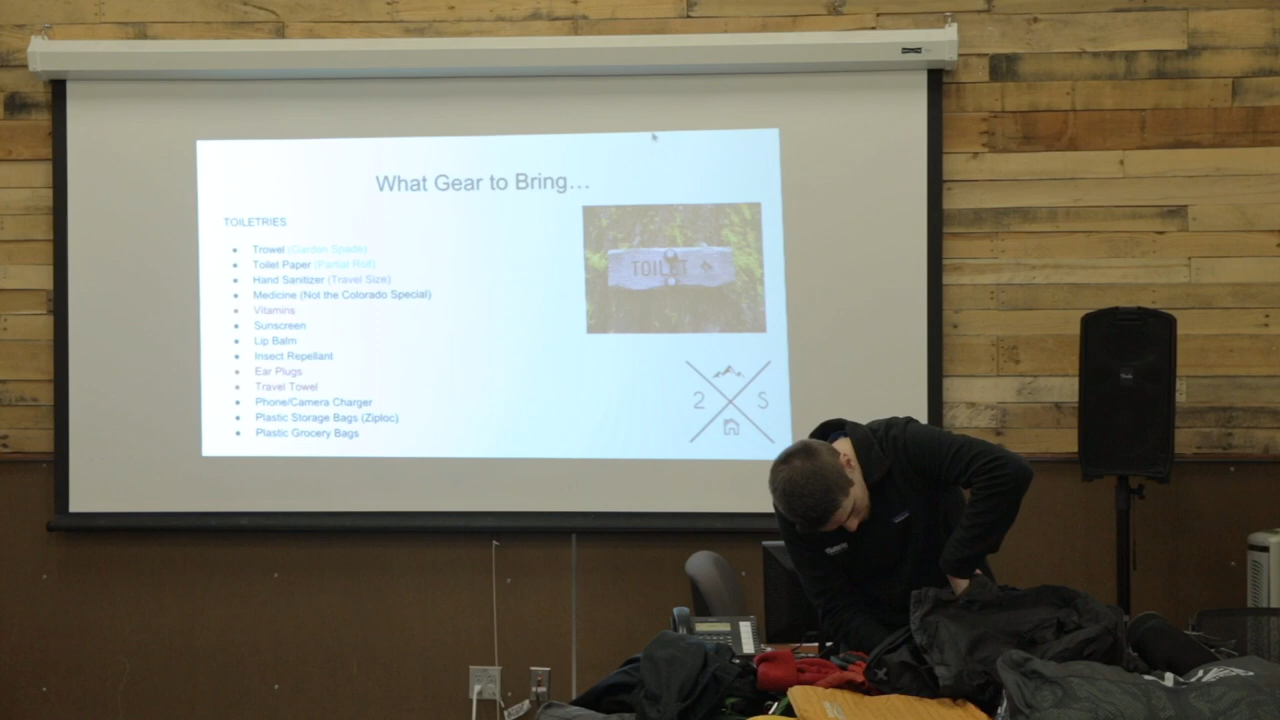 What Gear to Bring...
TOILETRIES
Trowel (Garden Spade)
Toilet Paper (Partial Roll)
Hand Sanitizer (Travel Size)
Medicine (Not the Colorado Special)
Vitamins
Sunscreen
Lip Balm
Insect Repellant
Ear Plugs
Travel Towel
Phone/Camera Charger
Plastic Storage Bags (Ziploc)
Plastic Grocery Bags
TOILET
2 S